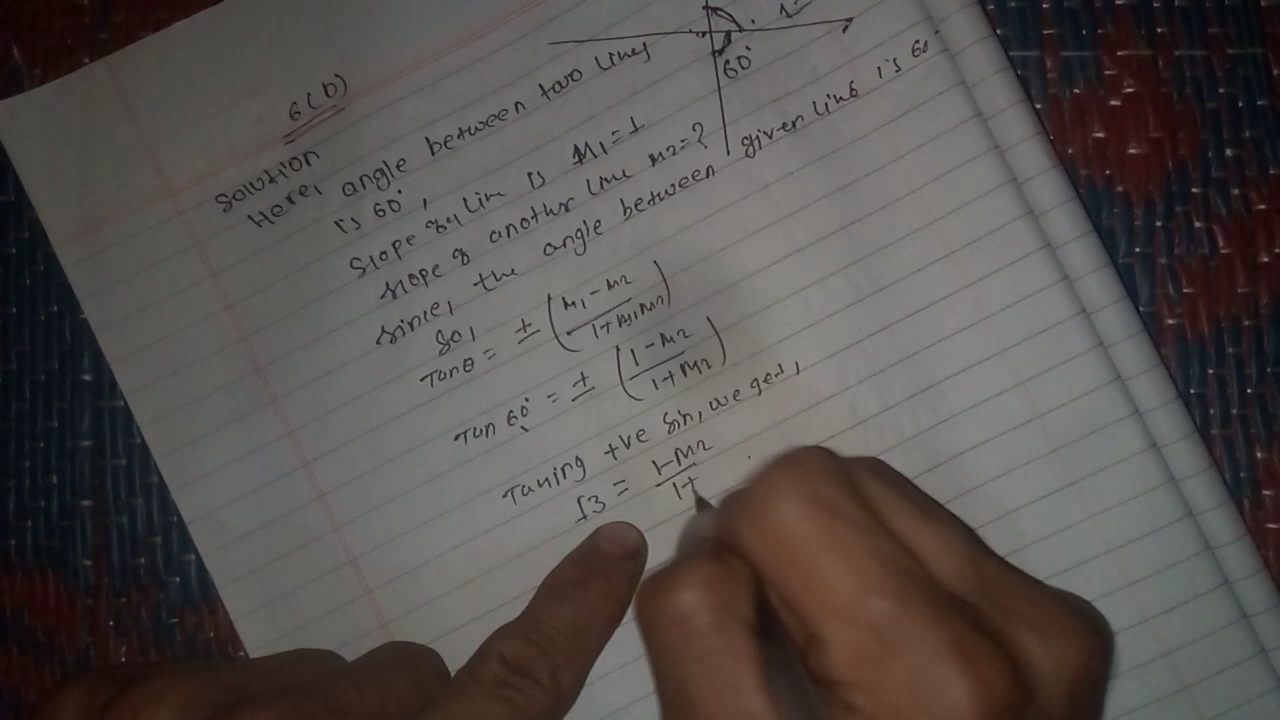 60°
6(b)
Solution
Here, angle between two lines
is 60°,
Slope of line is M1 = 1
slope of another line M2 = ?
since, the angle between given line is 60°
So,
Tanθ = ± (M1 - M2 / 1 + M1M2)
Tan 60° = ± (1 - M2 / 1 + M2)
Taking +ve Sin, we get,
√3 = 1 - M2 / 1 +